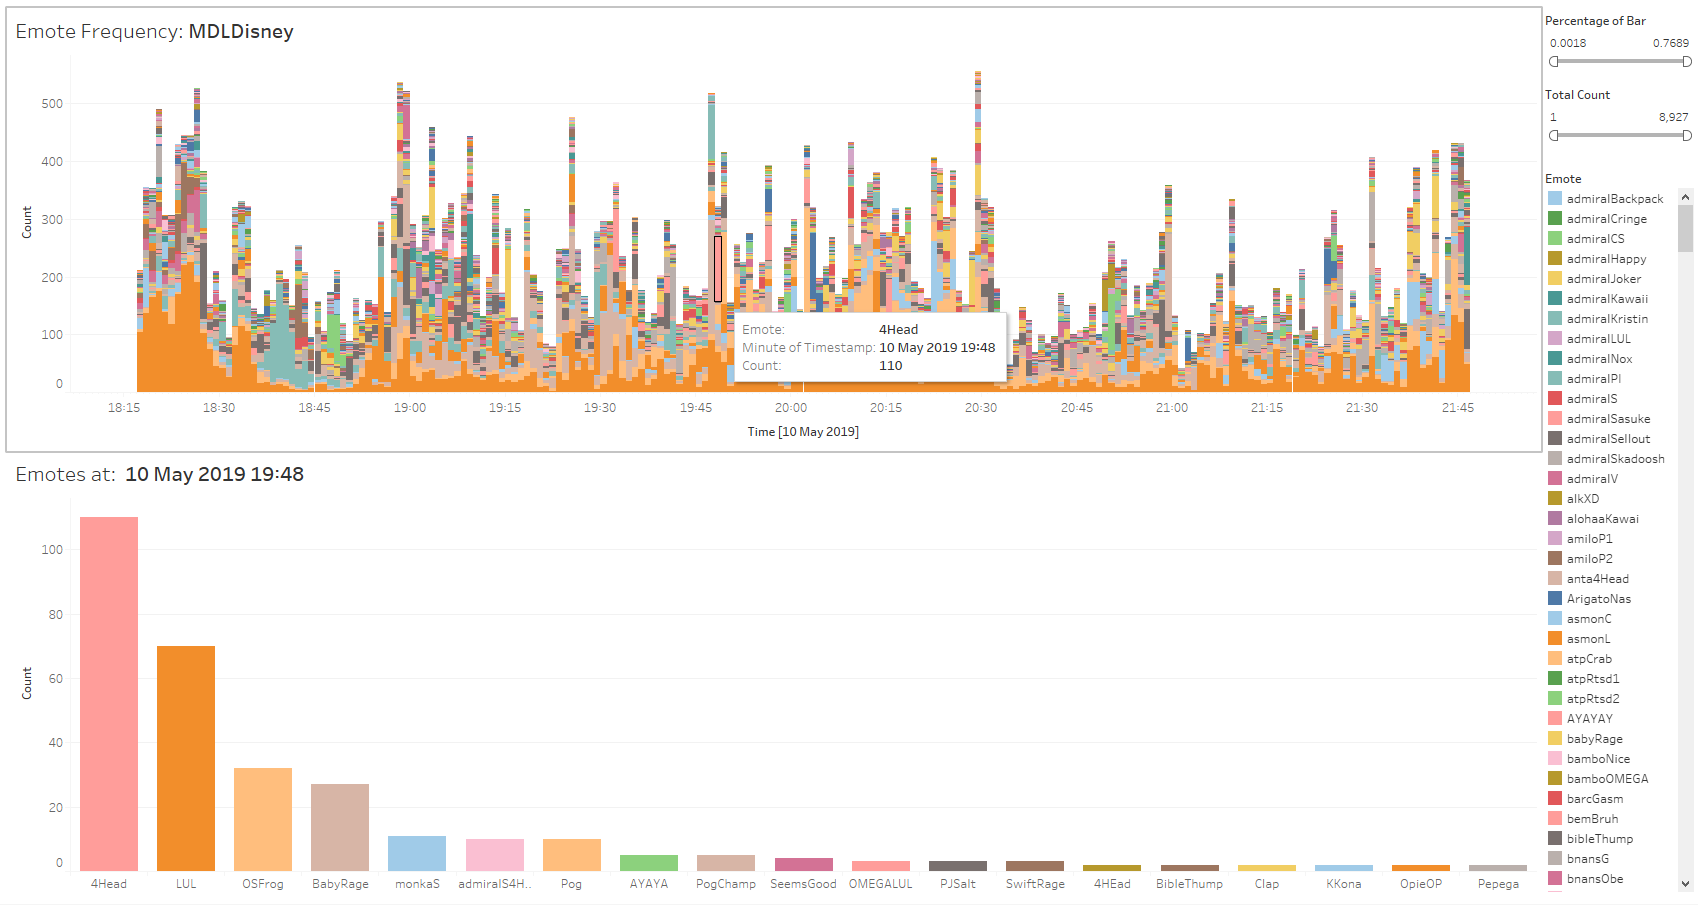 Emote Frequency: MDLDisney
500
400
300
200
100
0
Count
18:15 18:30 18:45 19:00 19:15 19:30 19:45 20:00 20:15 20:30 20:45 21:00 21:15 21:30 21:45
Time [10 May 2019]
Emote: 4Head
Minute of Timestamp: 10 May 2019 19:48
Count: 110
Emotes at: 10 May 2019 19:48
100
80
60
40
20
0
Count
4Head LUL OSFrog BabyRage monkaS admiralS4H.. Pog AYAYA PogChamp SeemsGood OMEGALUL PJSalt SwiftRage 4HEad BibleThump Clap KKona OpieOP Pepega
Percentage of Bar
0.0018 0.7689
Total Count
1 8,927
Emote
admiralBackpack
admiralCringe
admiralCS
admiralHappy
admiralJoker
admiralKawaii
admiralKristin
admiralLUL
admiralNox
admiralPI
admiralS
admiralSasuke
admiralSellout
admiralSkadoosh
admiralV
alkXD
alohaaKawai
amiloP1
amiloP2
anta4Head
ArigatoNas
asmonC
asmonL
atpCrab
atpRtsd1
atpRtsd2
AYAYAY
babyRage
bamboNice
bamboOMEGA
barcGasm
bemBruh
bibleThump
bnansG
bnansObe